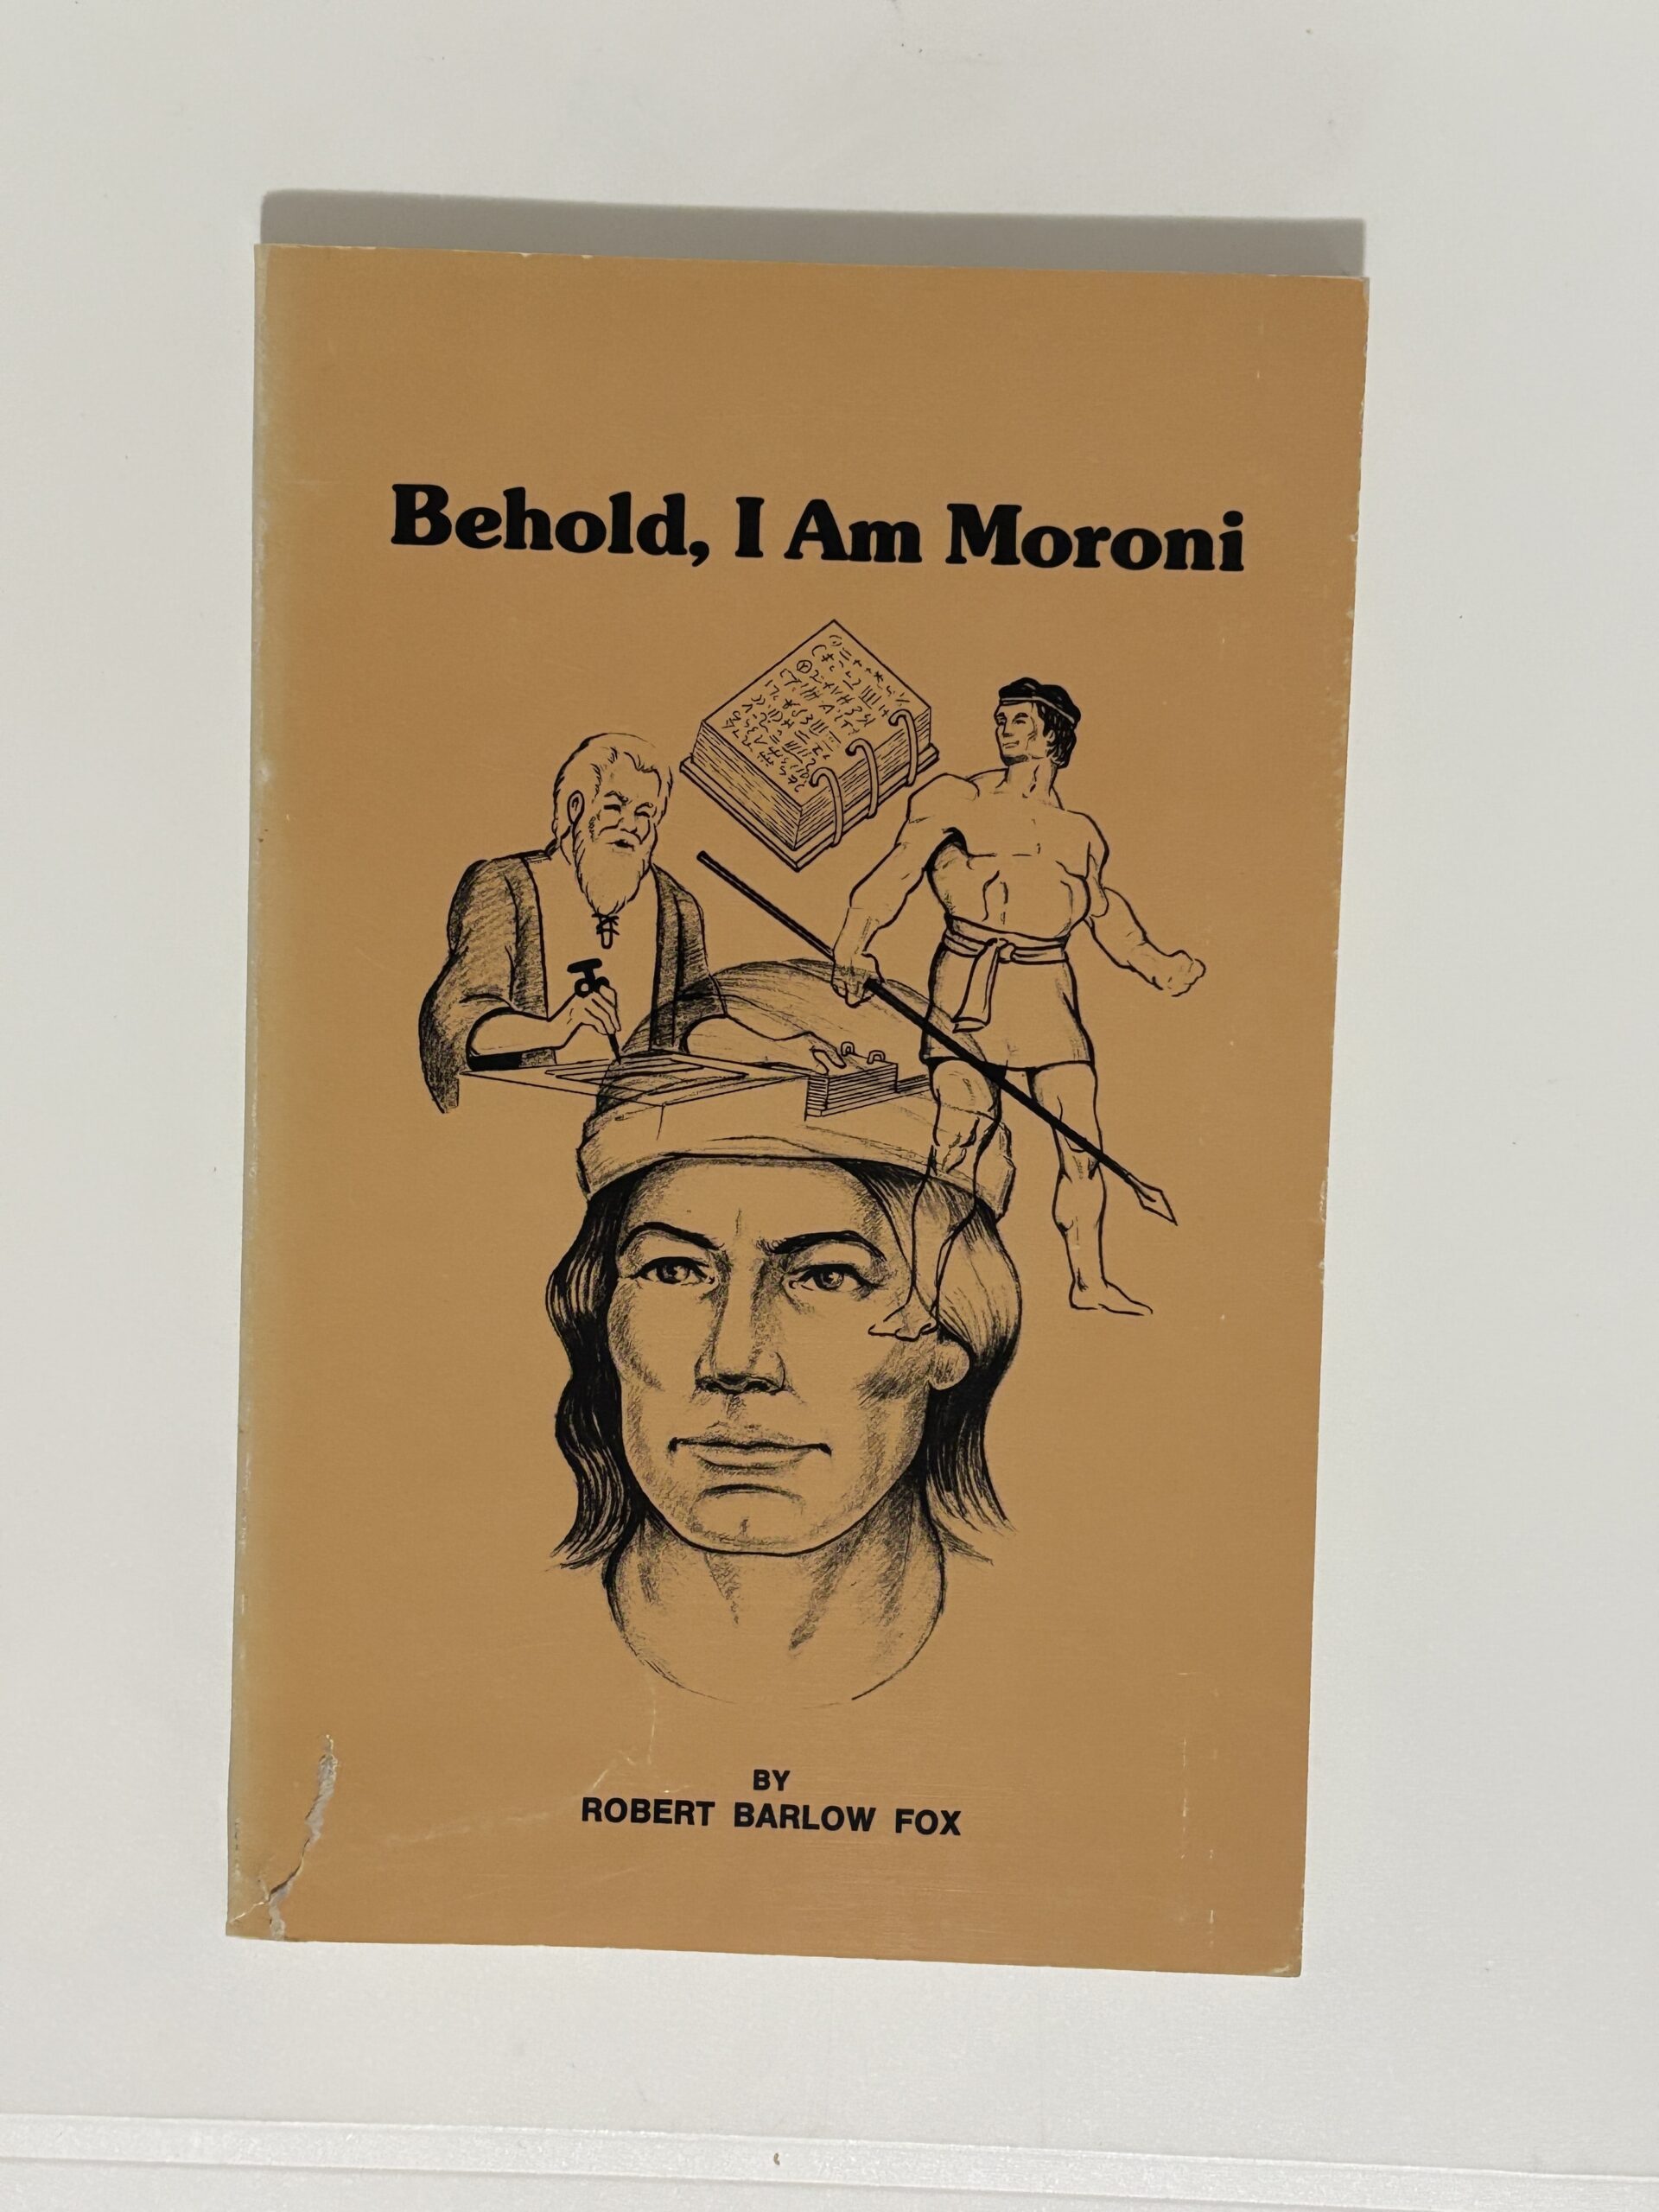 Behold, I Am Moroni
BY
ROBERT BARLOW FOX